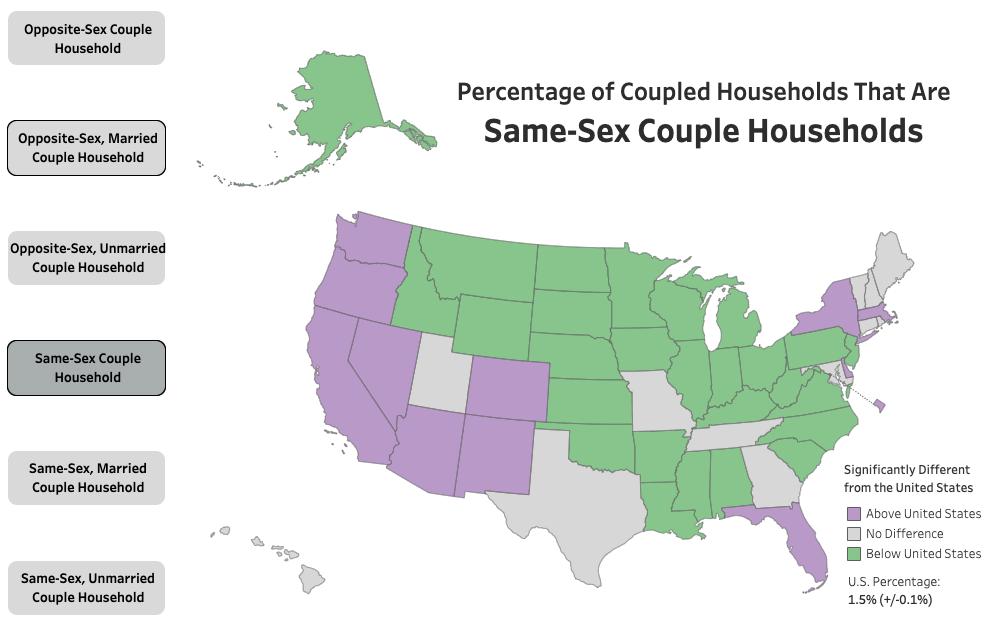 Opposite-Sex Couple
Household
Opposite-Sex, Married
Couple Household
Opposite-Sex, Unmarried
Couple Household
Same-Sex Couple
Household
Same-Sex, Married
Couple Household
Same-Sex, Unmarried
Couple Household
Percentage of Coupled Households That Are
Same-Sex Couple Households
Significantly Different
from the United States
Above United States
No Difference
Below United States
U.S. Percentage:
1.5% (+/-0.1%)